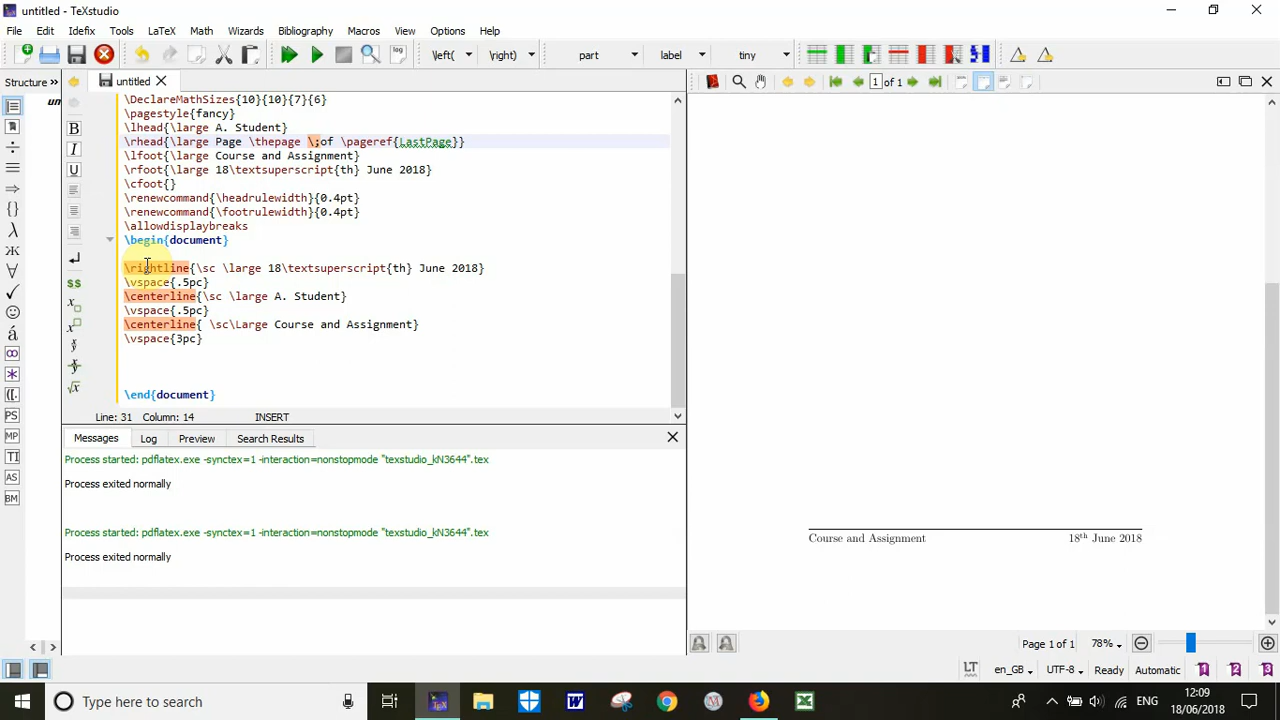 untitled - TeXstudio
File Edit Idefix Tools LaTeX Math Wizards Bibliography Macros View Options Help
log \left( \right) part label tiny
Structure untitled 1 of 1
\DeclareMathSizes{10}{10}{7}{6}
\pagestyle{fancy}
\lhead{\large A. Student}
\rhead{\large Page \thepage \;of \pageref{LastPage}}
\lfoot{\large Course and Assignment}
\rfoot{\large 18\textsuperscript{th} June 2018}
\cfoot{}
\renewcommand{\headrulewidth}{0.4pt}
\renewcommand{\footrulewidth}{0.4pt}
\allowdisplaybreaks
\begin{document}
\rightline{\sc \large 18\textsuperscript{th} June 2018}
\vspace{.5pc}
\centerline{\sc \large A. Student}
\vspace{.5pc}
\centerline{ \sc\Large Course and Assignment}
\vspace{3pc}
\end{document}
Line: 31 Column: 14 INSERT
Messages Log Preview Search Results
Process started: pdflatex.exe -synctex=1 -interaction=nonstopmode "texstudio_kN3644".tex
Process exited normally
Process started: pdflatex.exe -synctex=1 -interaction=nonstopmode "texstudio_kN3644".tex
Process exited normally
Course and Assignment 18th June 2018
Page 1 of 1 78%
en_GB UTF-8 Ready Automatic 1 2 3
Type here to search
ENG
12:09
18/06/2018